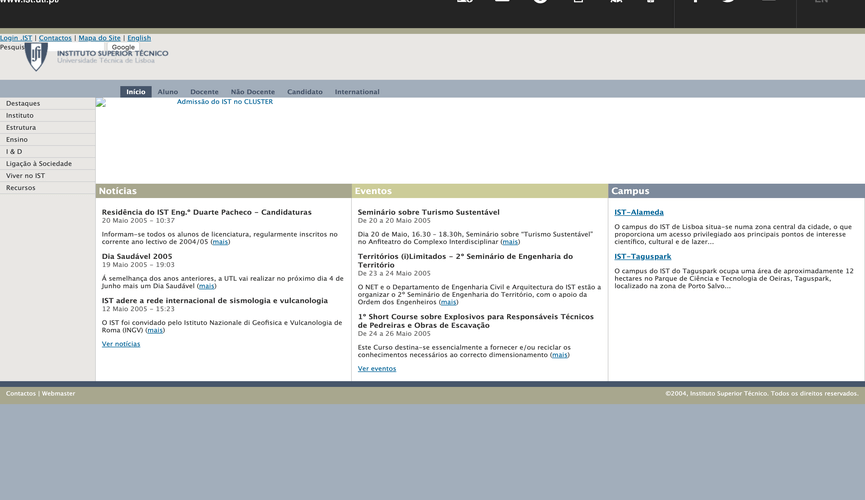 www.ist.utl.pt/
EN
Login .IST | Contactos | Mapa do Site | English
Pesquis Google
INSTITUTO SUPERIOR TÉCNICO
Universidade Técnica de Lisboa
Início Aluno Docente Não Docente Candidato International
Destaques
Instituto
Estrutura
Ensino
I & D
Ligação à Sociedade
Viver no IST
Recursos
Admissão do IST no CLUSTER
Notícias
Residência do IST Eng.º Duarte Pacheco - Candidaturas
20 Maio 2005 - 10:37
Informam-se todos os alunos de licenciatura, regularmente inscritos no
corrente ano lectivo de 2004/05 (mais)
Dia Saudável 2005
19 Maio 2005 - 19:03
Á semelhança dos anos anteriores, a UTL vai realizar no próximo dia 4 de
Junho mais um Dia Saudável (mais)
IST adere a rede internacional de sismologia e vulcanologia
12 Maio 2005 - 15:23
O IST foi convidado pelo Istituto Nazionale di Geofisica e Vulcanologia de
Roma (INGV) (mais)
Ver notícias
Eventos
Seminário sobre Turismo Sustentável
De 20 a 20 Maio 2005
Dia 20 de Maio, 16.30 - 18.30h, Seminário sobre "Turismo Sustentável"
no Anfiteatro do Complexo Interdisciplinar (mais)
Territórios (i)Limitados - 2º Seminário de Engenharia do
Território
De 23 a 24 Maio 2005
O NET e o Departamento de Engenharia Civil e Arquitectura do IST estão a
organizar o 2º Seminário de Engenharia do Território, com o apoio da
Ordem dos Engenheiros (mais)
1º Short Course sobre Explosivos para Responsáveis Técnicos
de Pedreiras e Obras de Escavação
De 24 a 26 Maio 2005
Este Curso destina-se essencialmente a fornecer e/ou reciclar os
conhecimentos necessários ao correcto dimensionamento (mais)
Ver eventos
Campus
IST-Alameda
O campus do IST de Lisboa situa-se numa zona central da cidade, o que
proporciona um acesso privilegiado aos principais pontos de interesse
científico, cultural e de lazer...
IST-Taguspark
O campus do IST do Taguspark ocupa uma área de aproximadamente 12
hectares no Parque de Ciência e Tecnologia de Oeiras, Taguspark,
localizado na zona de Porto Salvo...
Contactos | Webmaster
©2004, Instituto Superior Técnico. Todos os direitos reservados.